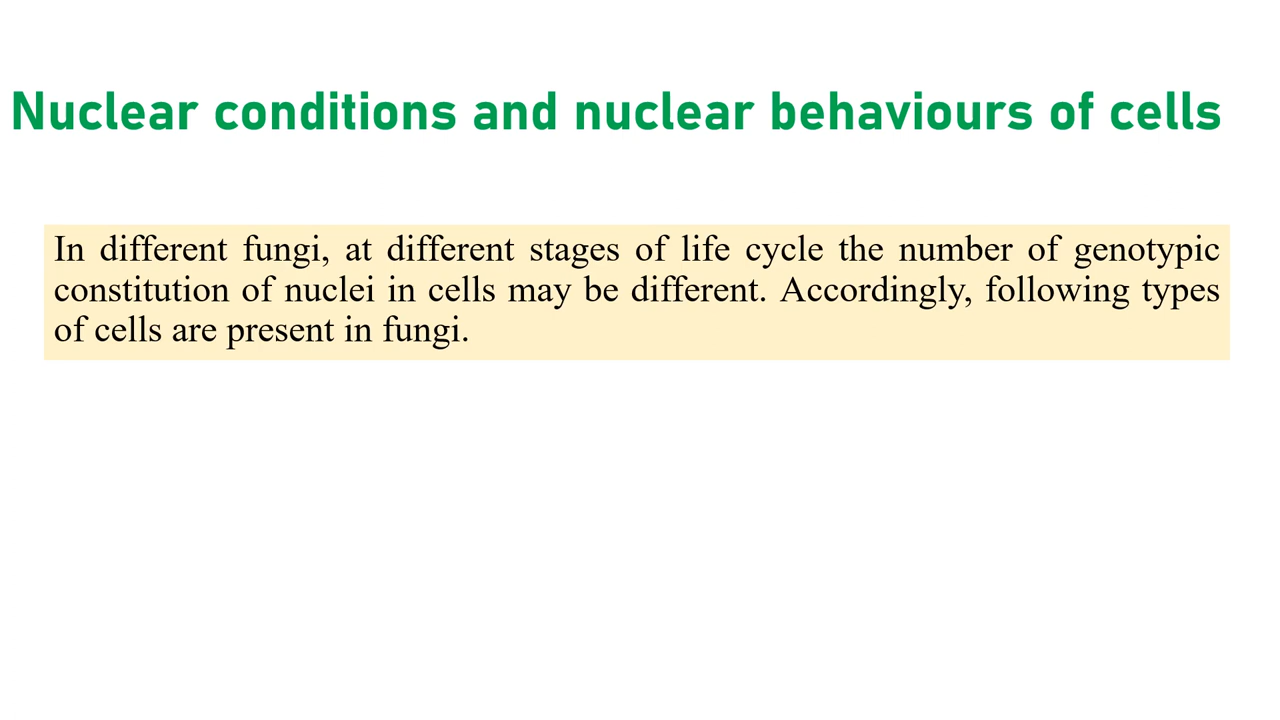 Nuclear conditions and nuclear behaviours of cells
In different fungi, at different stages of life cycle the number of genotypic
constitution of nuclei in cells may be different. Accordingly, following types
of cells are present in fungi.